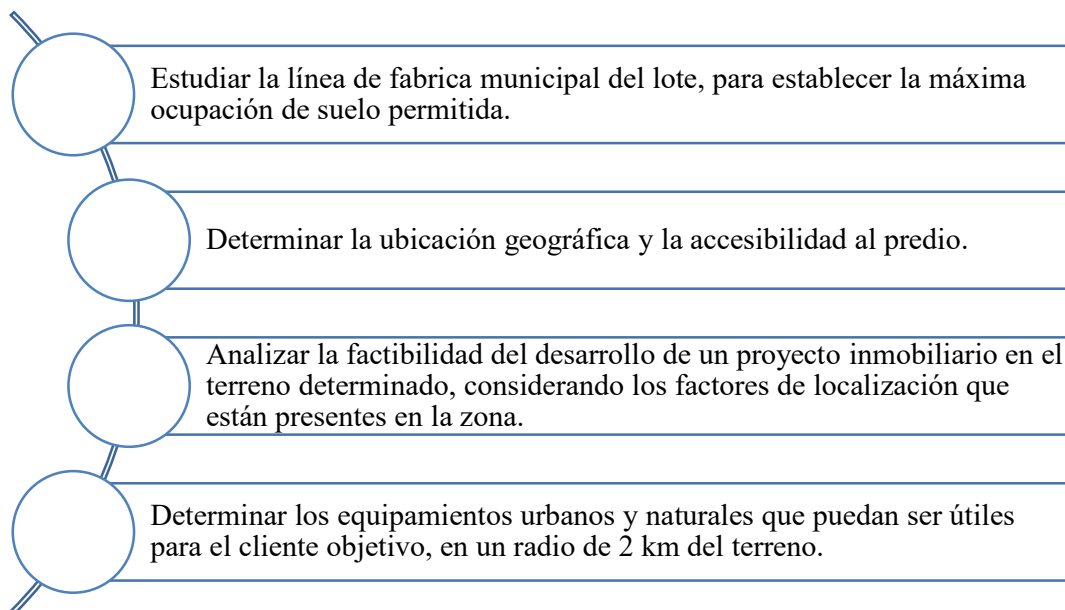 Estudiar la línea de fabrica municipal del lote, para establecer la máxima
ocupación de suelo permitida.
Determinar la ubicación geográfica y la accesibilidad al predio.
Analizar la factibilidad del desarrollo de un proyecto inmobiliario en el
terreno determinado, considerando los factores de localización que
están presentes en la zona.
Determinar los equipamientos urbanos y naturales que puedan ser útiles
para el cliente objetivo, en un radio de 2 km del terreno.